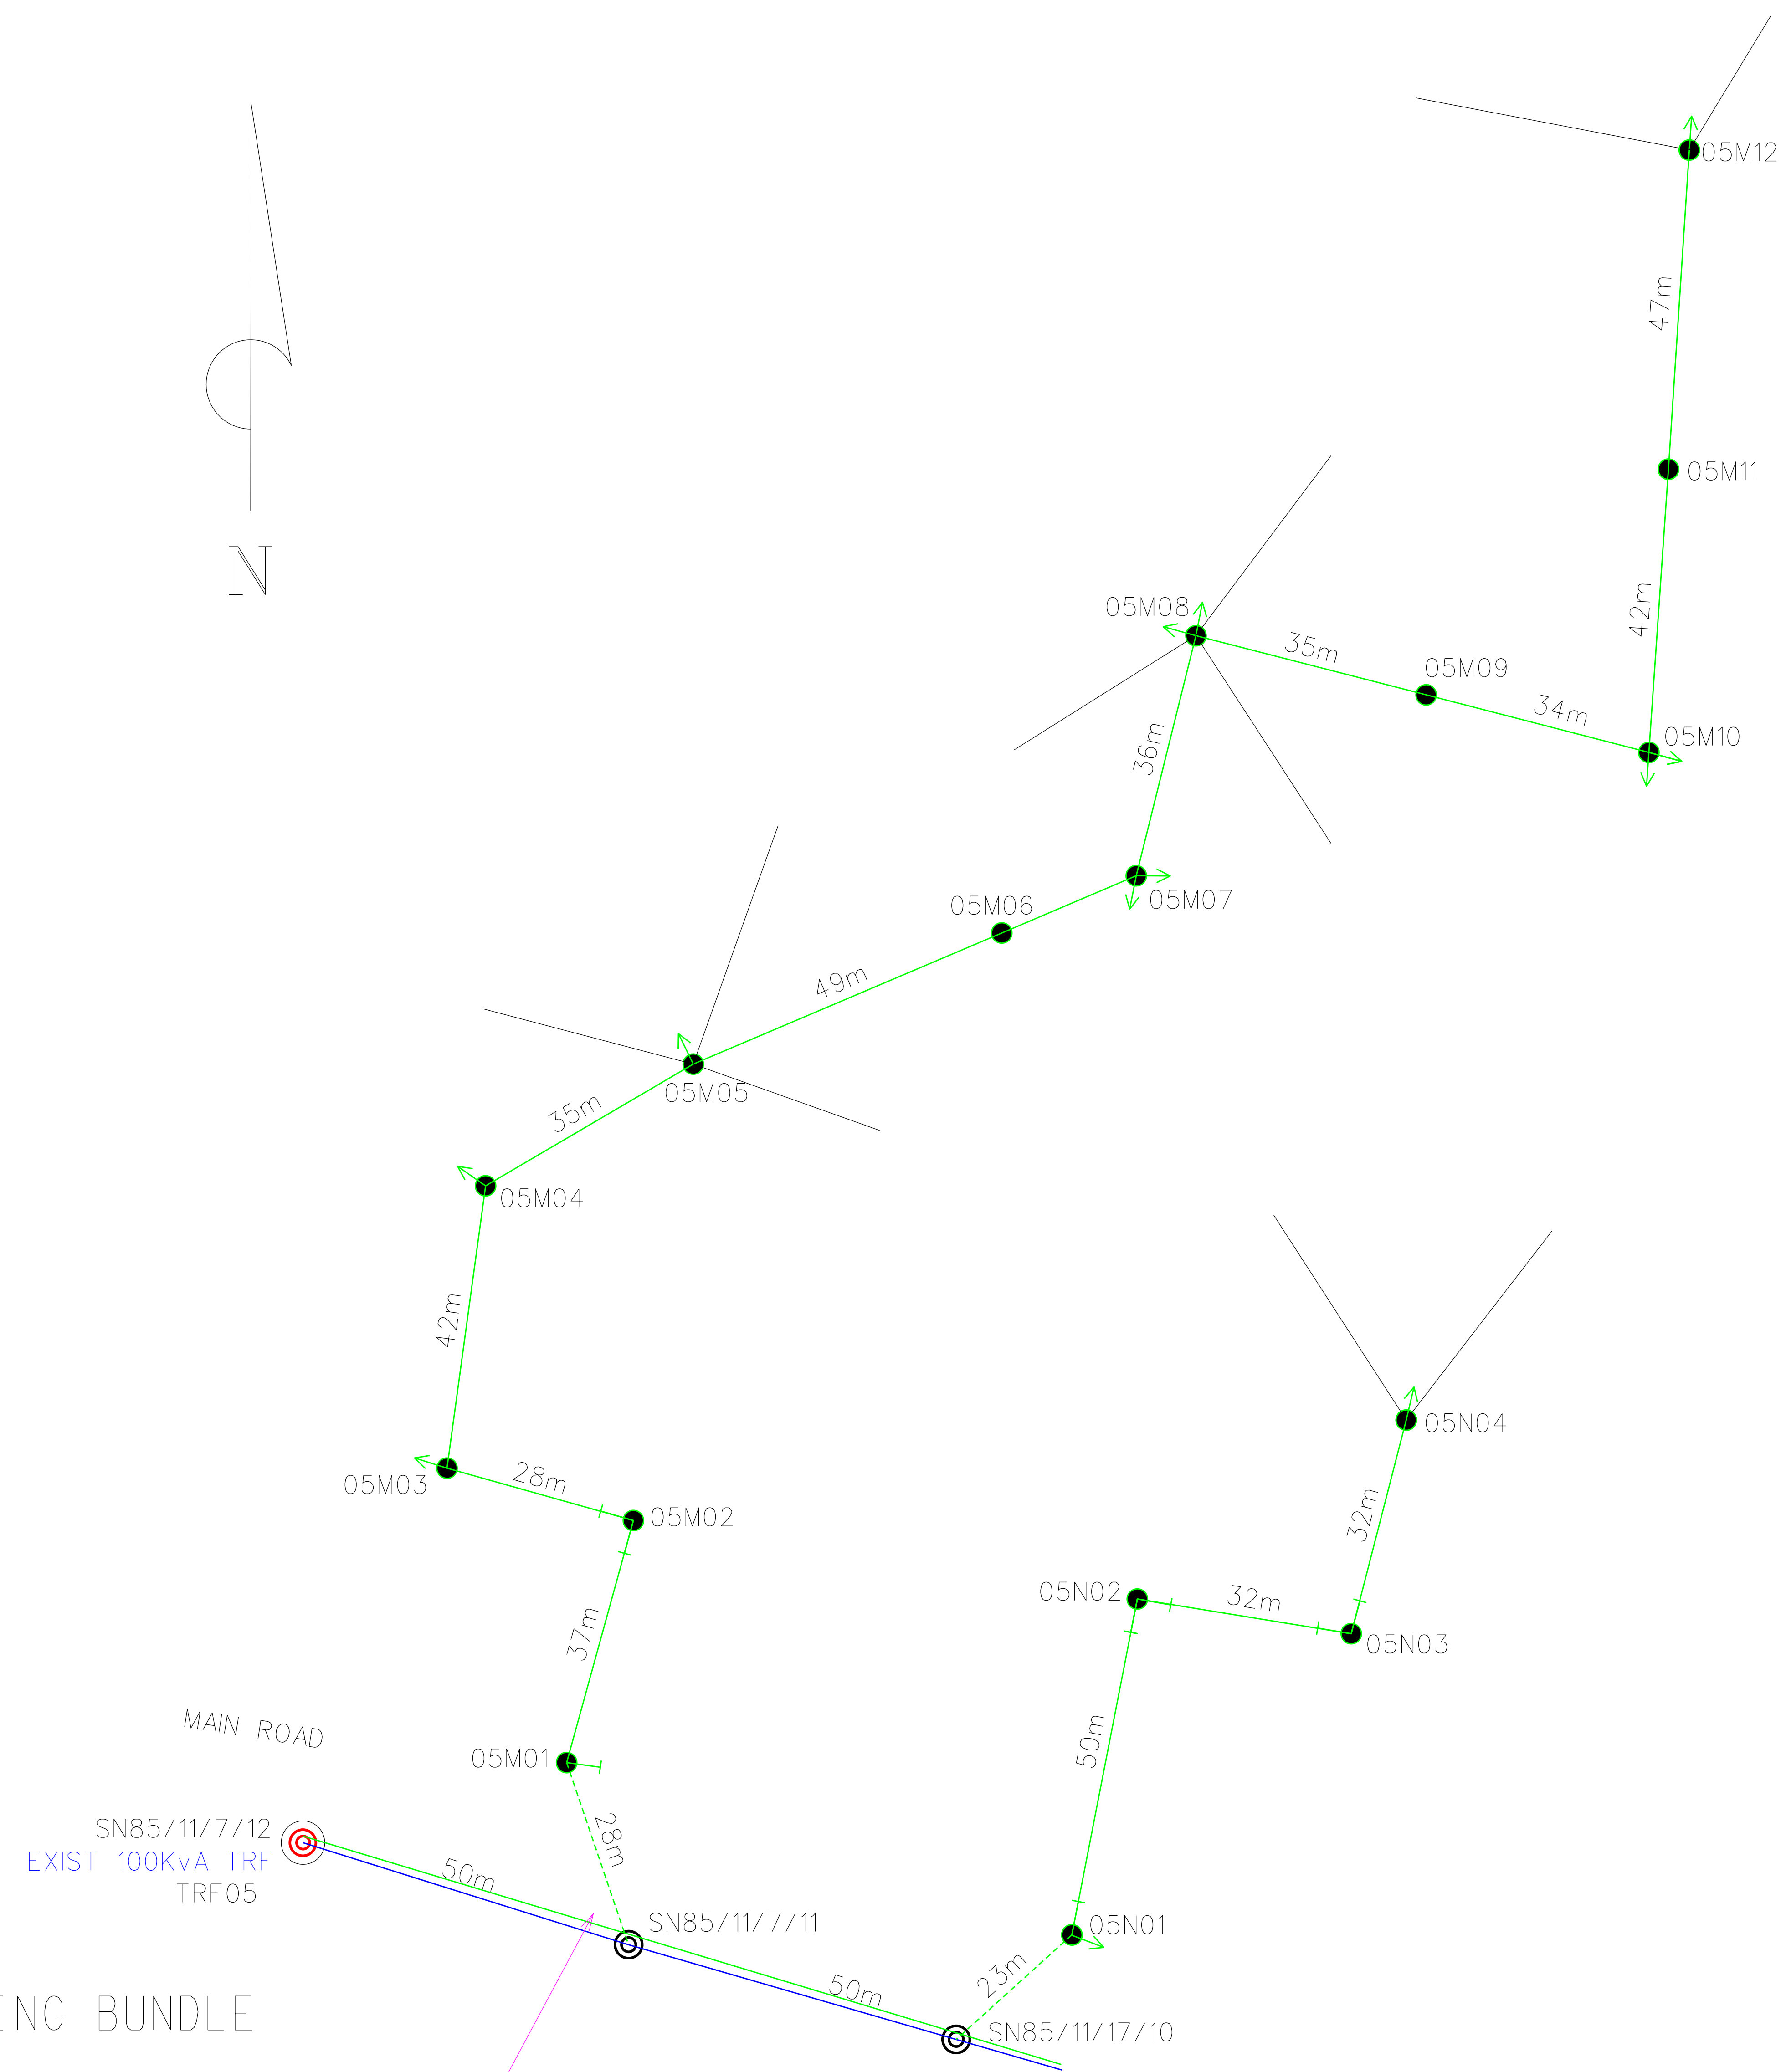 05M12
47m
05M11
N
42m
05M08
35m
05M09
34m
05M10
36m
05M07
05M06
49m
05M05
35m
05M04
42m
05N04
28m
05M03
05M02
32m
05N02
32m
05N03
37m
MAIN ROAD
50m
05M01
SN85/11/7/12
28m
EXIST 100KvA TRF
50m
TRF05
SN85/11/7/11
05N01
23m
50m
ING BUNDLE
SN85/11/17/10